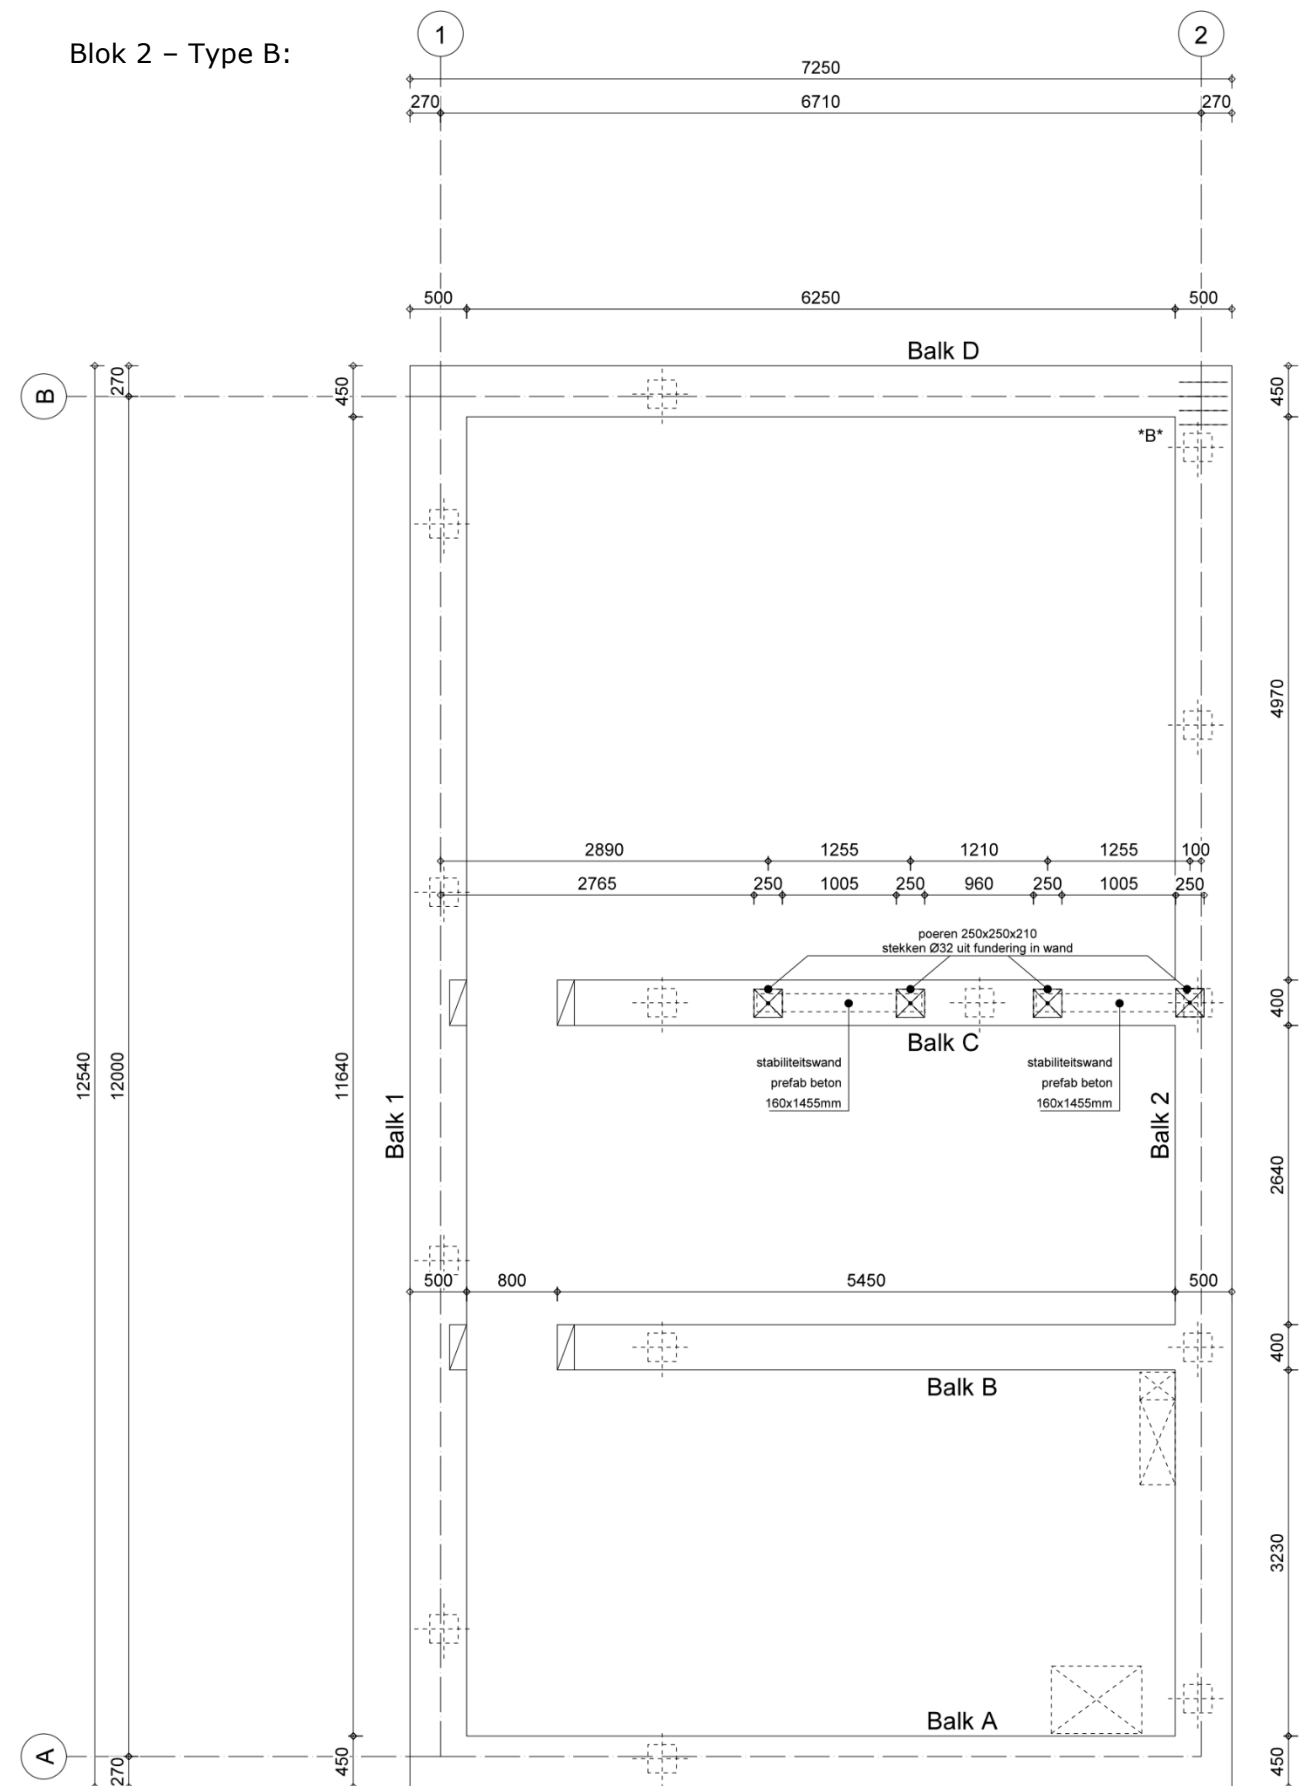 Blok 2 – Type B:
1
2
7250
270
6710
270
500
6250
500
Balk D
B
270
450
450
*B*
4970
2890
1255
1210
1255
100
2765
250
1005
250
960
250
1005
250
poeren 250x250x210
stekken Ø32 uit fundering in wand
400
Balk C
stabiliteitswand
prefab beton
160x1455mm
stabiliteitswand
prefab beton
160x1455mm
12540
12000
11640
Balk 1
Balk 2
2640
500
800
5450
500
400
Balk B
3230
Balk A
A
270
450
450